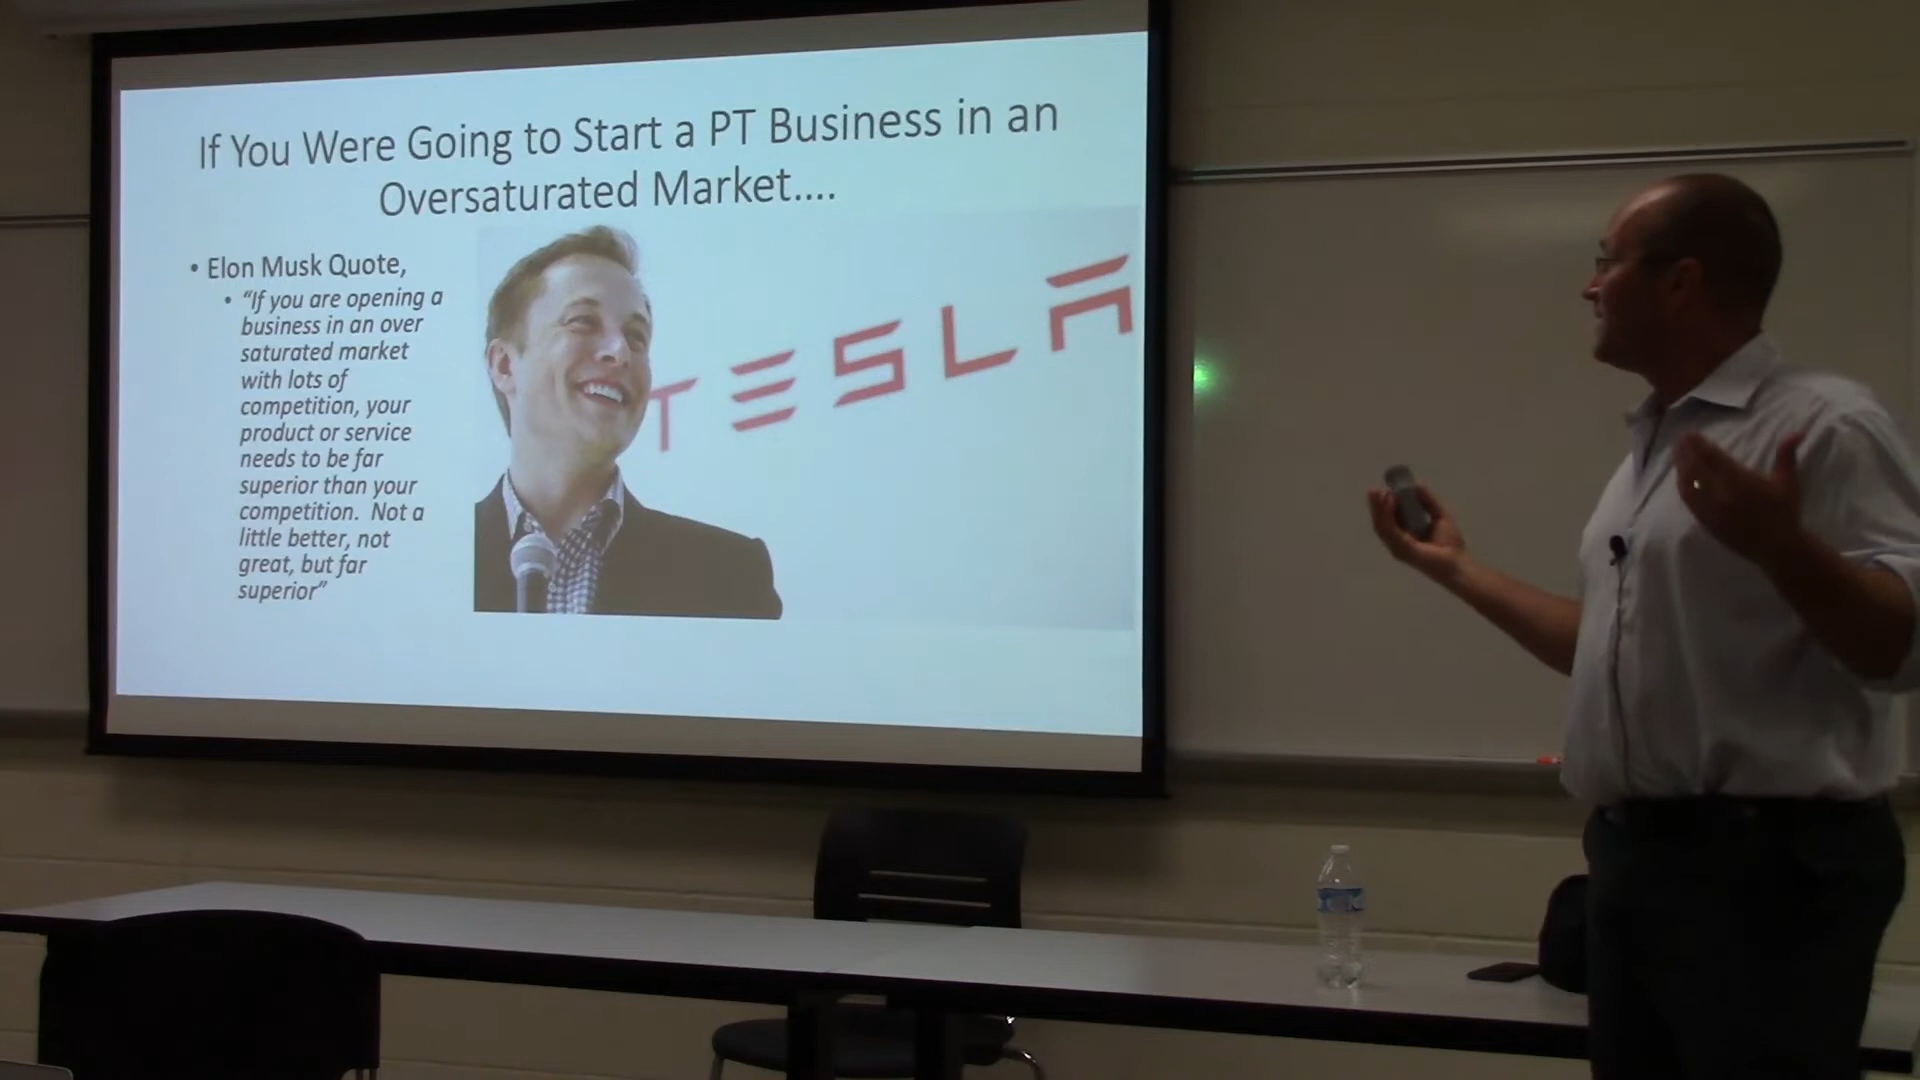 If You Were Going to Start a PT Business in an
Oversaturated Market....
• Elon Musk Quote,
• “If you are opening a
business in an over
saturated market
with lots of
competition, your
product or service
needs to be far
superior than your
competition. Not a
little better, not
great, but far
superior”
TESLA